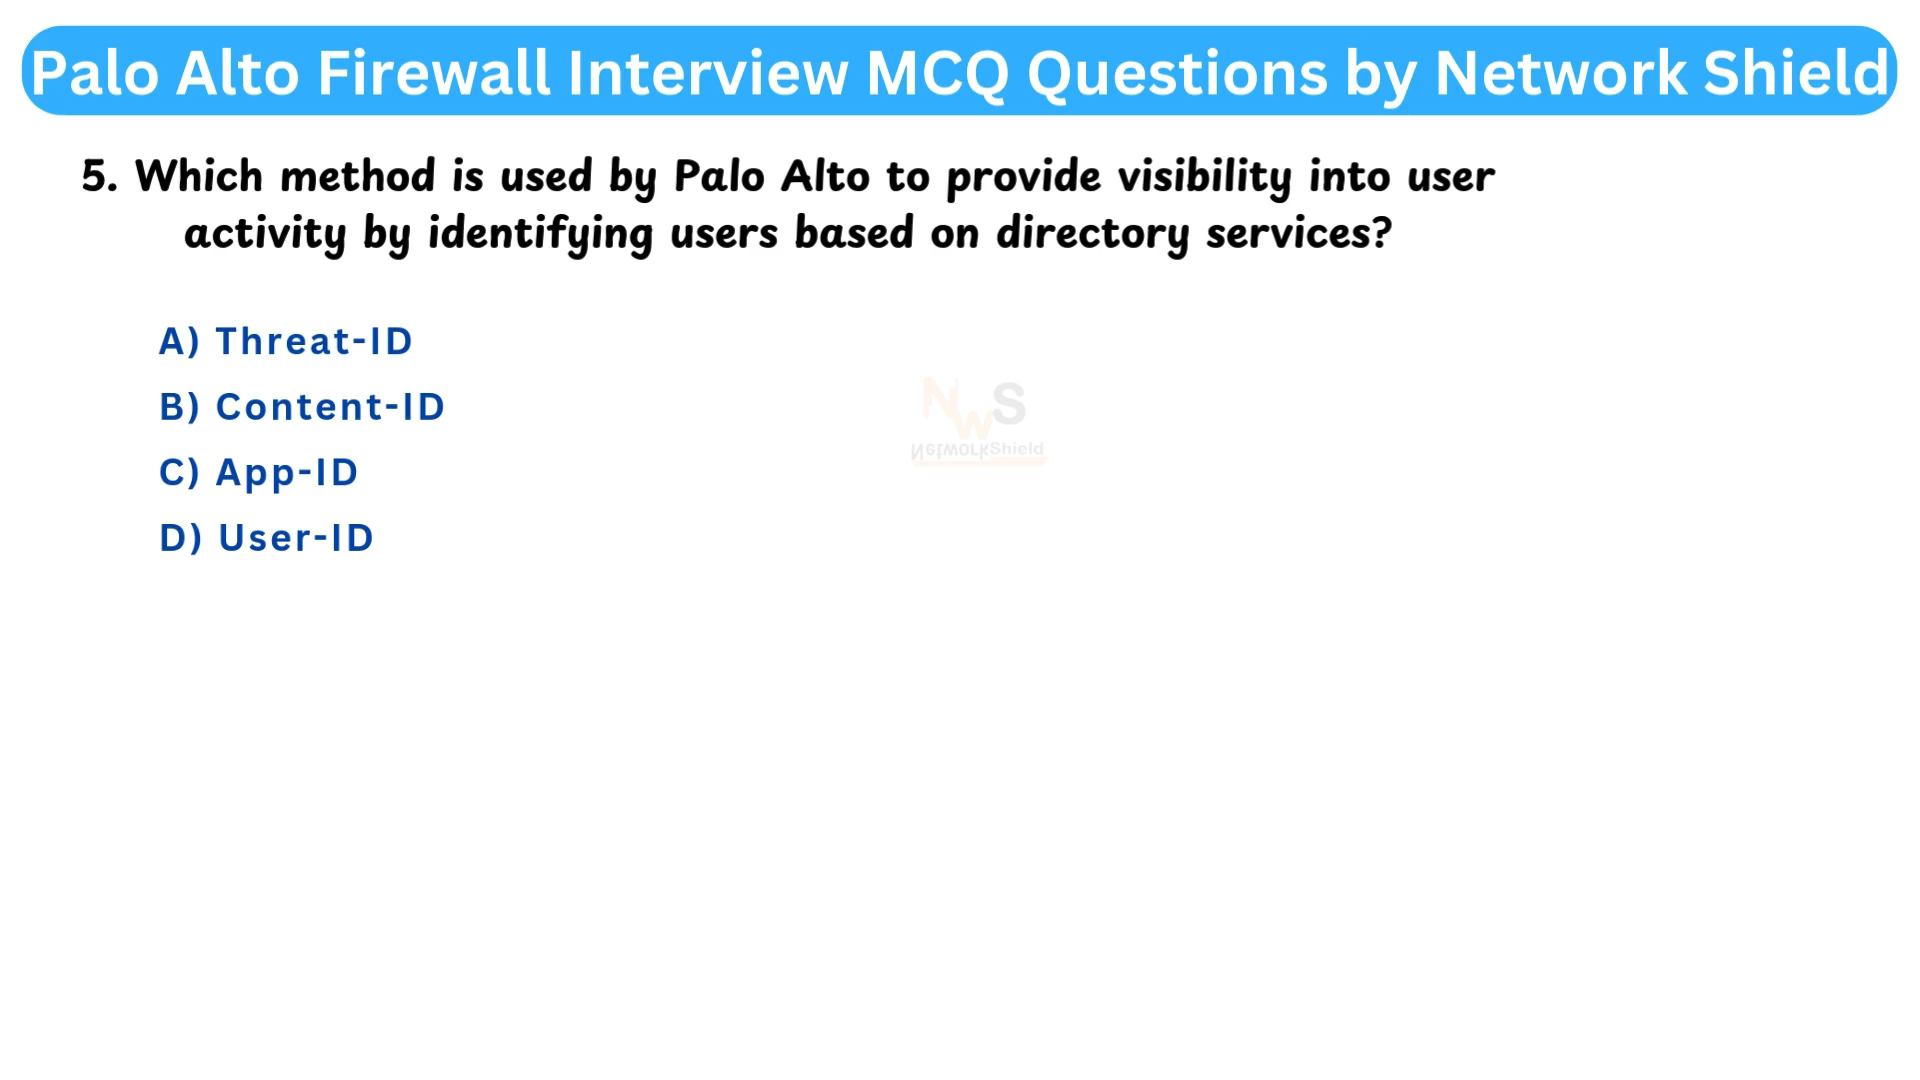 Palo Alto Firewall Interview MCQ Questions by Network Shield
5. Which method is used by Palo Alto to provide visibility into user
activity by identifying users based on directory services?
A) Threat-ID
B) Content-ID
C) App-ID
D) User-ID
NWS
NetworkShield